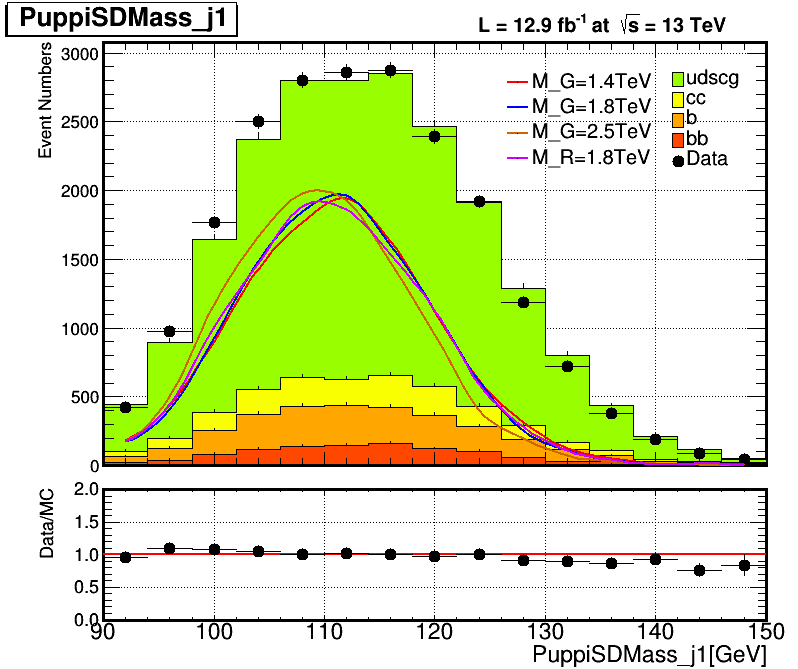 PuppiSDMass_j1
L = 12.9 fb-1 at √s = 13 TeV
Event Numbers
3000
2500
2000
1500
1000
500
0
M_G=1.4TeV
M_G=1.8TeV
M_G=2.5TeV
M_R=1.8TeV
udscg
cc
b
bb
Data
Data/MC
2.0
1.5
1.0
0.5
0.0
90 100 110 120 130 140 150
PuppiSDMass_j1[GeV]